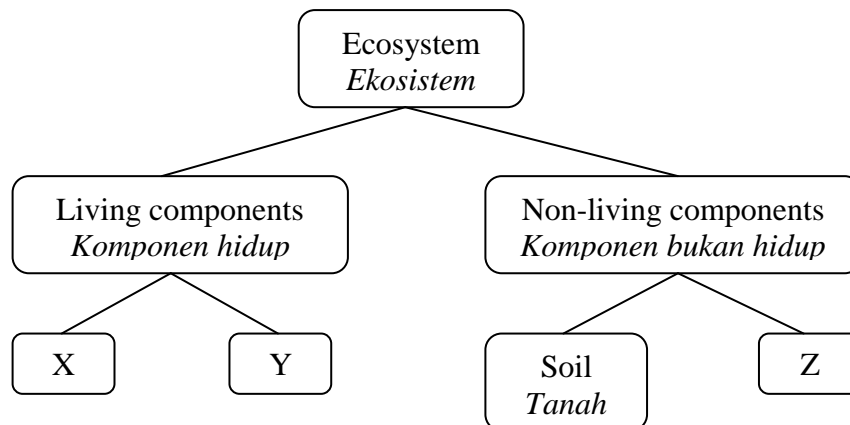 Ecosystem
Ekosistem
Living components
Komponen hidup
Non-living components
Komponen bukan hidup
X
Y
Soil
Tanah
Z